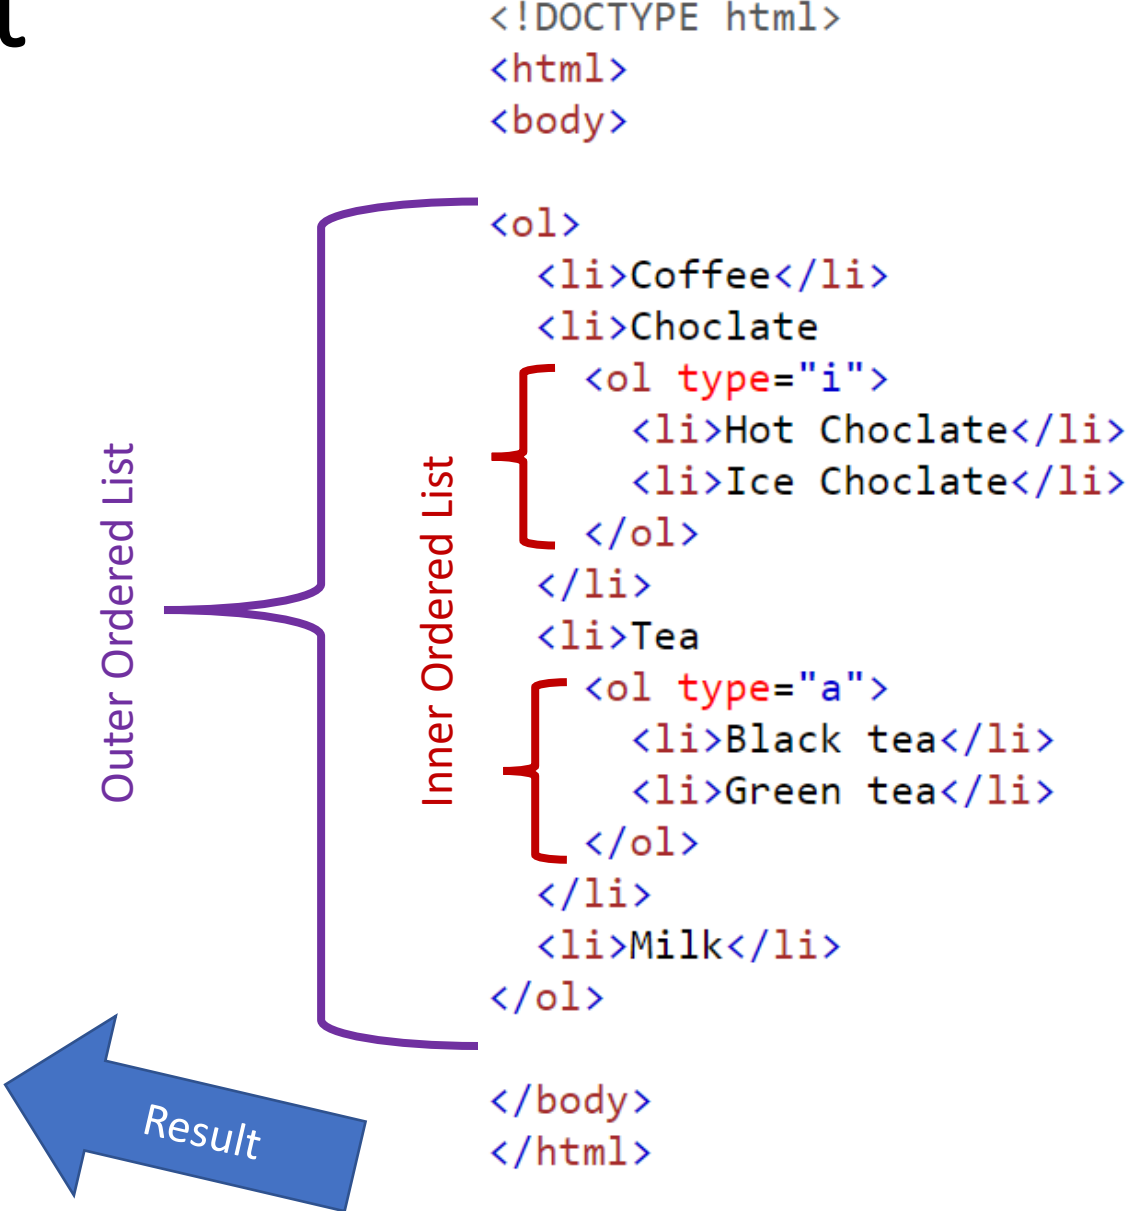 t
<!DOCTYPE html>
<html>
<body>
<ol>
<li>Coffee</li>
<li>Choclate
<ol type="i">
<li>Hot Choclate</li>
<li>Ice Choclate</li>
</ol>
</li>
<li>Tea
<ol type="a">
<li>Black tea</li>
<li>Green tea</li>
</ol>
</li>
<li>Milk</li>
</ol>
</body>
</html>
Outer Ordered List
Inner Ordered List
Result